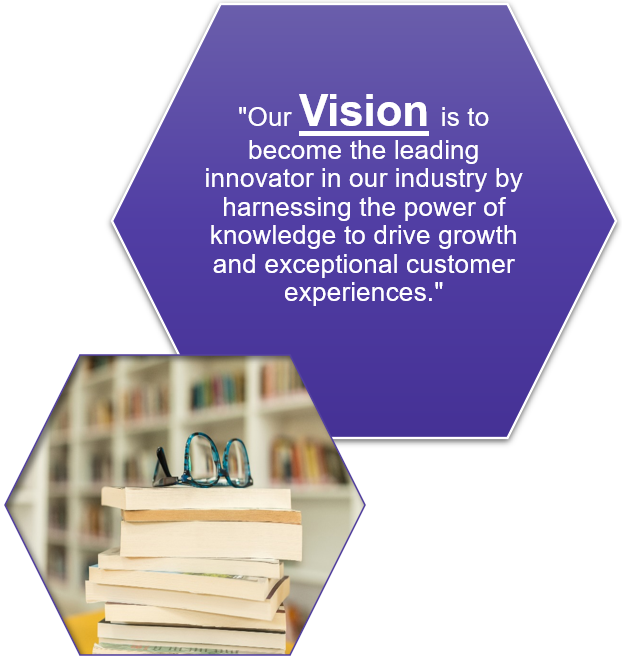 "Our Vision is to
become the leading
innovator in our industry by
harnessing the power of
knowledge to drive growth
and exceptional customer
experiences."